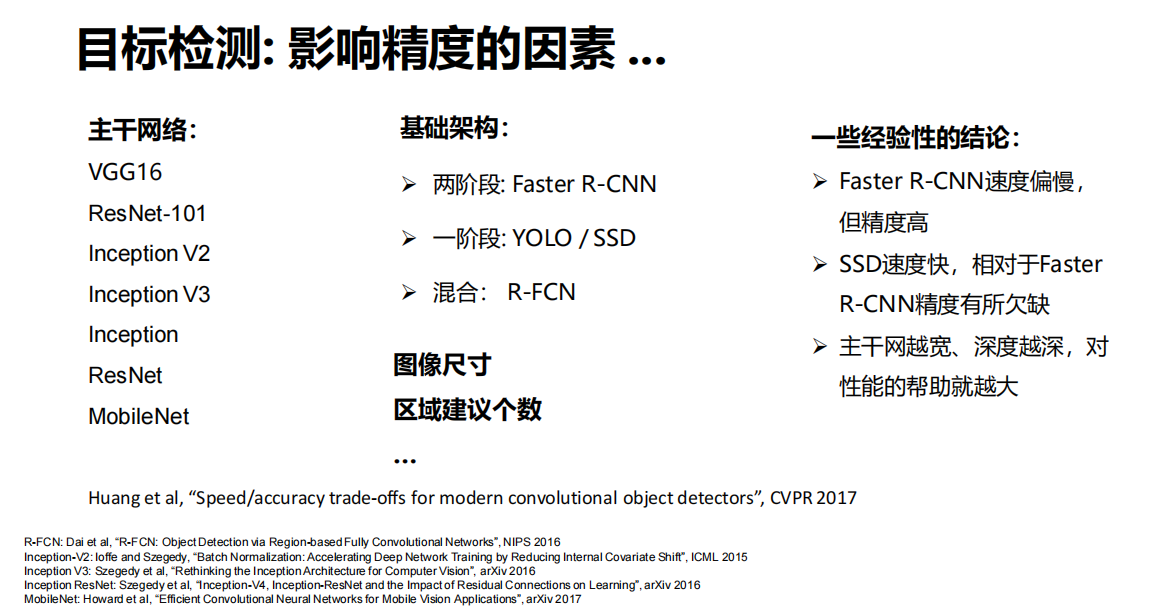 目标检测: 影响精度的因素 ...
主干网络：
VGG16
ResNet-101
Inception V2
Inception V3
Inception
ResNet
MobileNet
基础架构：
➢ 两阶段: Faster R-CNN
➢ 一阶段: YOLO / SSD
➢ 混合： R-FCN
图像尺寸
区域建议个数
...
一些经验性的结论：
➢ Faster R-CNN速度偏慢，
但精度高
➢ SSD速度快，相对于Faster
R-CNN精度有所欠缺
➢ 主干网越宽、深度越深，对
性能的帮助就越大
Huang et al, “Speed/accuracy trade-offs for modern convolutional object detectors”, CVPR 2017
R-FCN: Dai et al, “R-FCN: Object Detection via Region-based Fully Convolutional Networks”, NIPS 2016
Inception-V2: Ioffe and Szegedy, “Batch Normalization: Accelerating Deep Network Training by Reducing Internal Covariate Shift”, ICML 2015
Inception V3: Szegedy et al, “Rethinking the Inception Architecture for Computer Vision”, arXiv 2016
Inception ResNet: Szegedy et al, “Inception-V4, Inception-ResNet and the Impact of Residual Connections on Learning”, arXiv 2016
MobileNet: Howard et al, “Efficient Convolutional Neural Networks for Mobile Vision Applications”, arXiv 2017